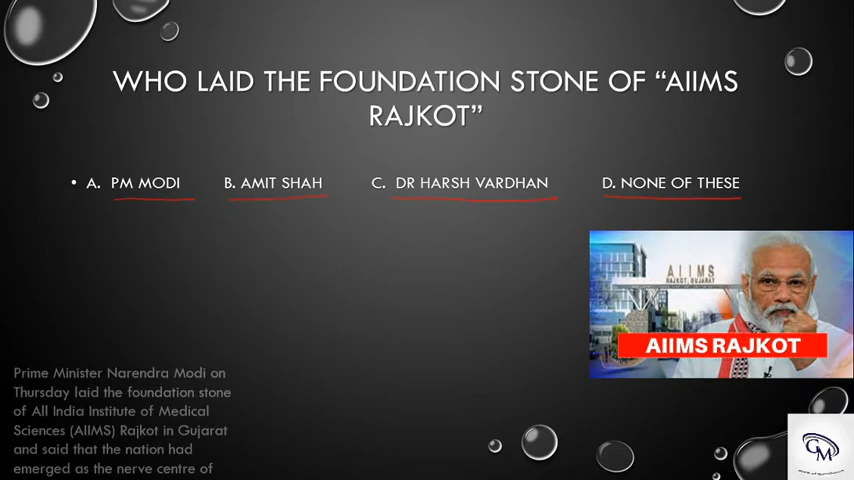 WHO LAID THE FOUNDATION STONE OF “AIIMS
RAJKOT”
• A. PM MODI B. AMIT SHAH C. DR HARSH VARDHAN D. NONE OF THESE
AIIMS
RAJKOT, GUJARAT
AIIMS RAJKOT
Prime Minister Narendra Modi on
Thursday laid the foundation stone
of All India Institute of Medical
Sciences (AIIMS) Rajkot in Gujarat
and said that the nation had
emerged as the nerve centre of
GM